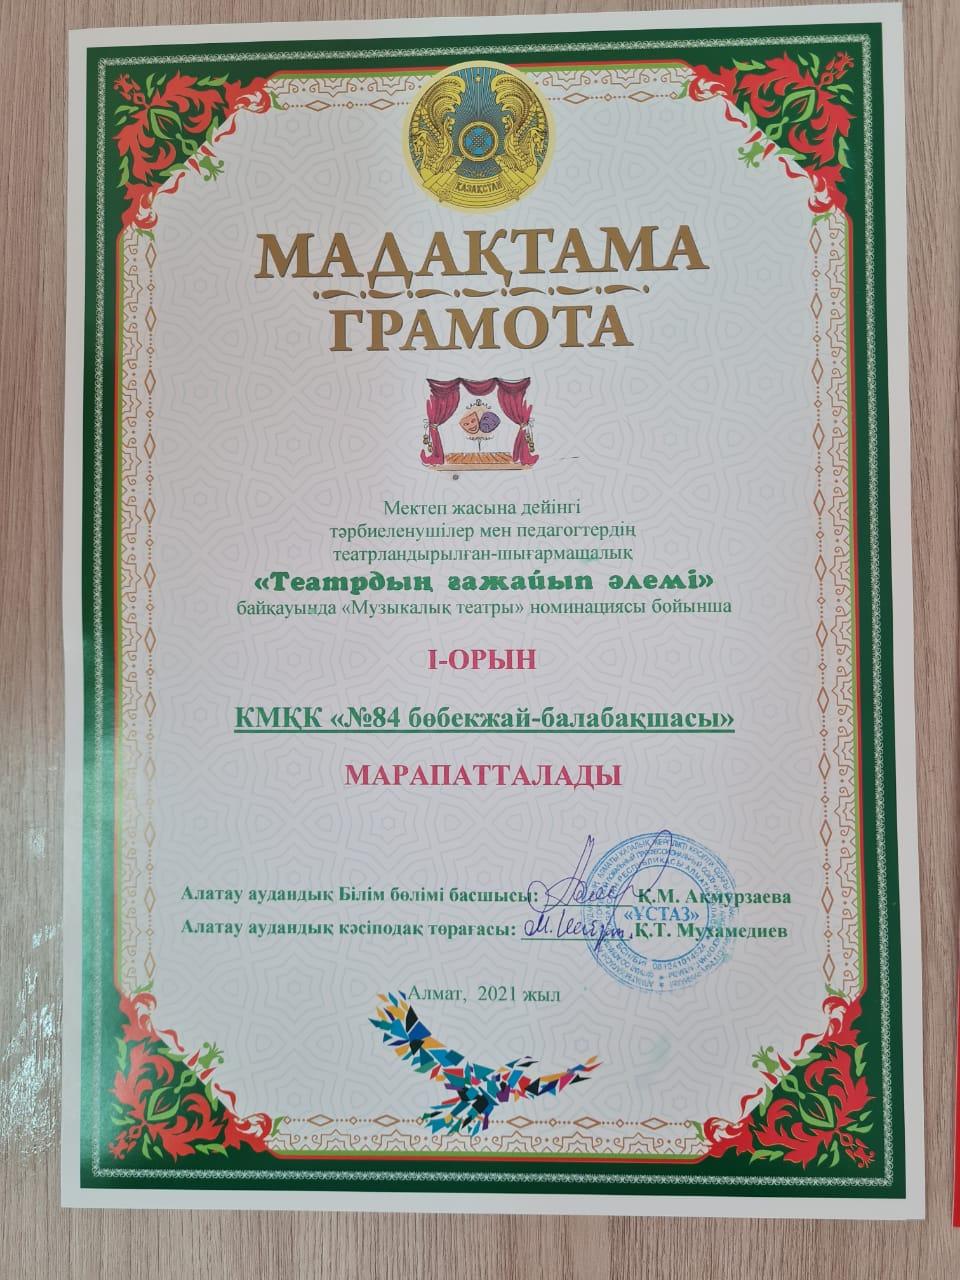 ҚАЗАҚСТАН
МАДАҚТАМА
ГРАМОТА
Мектеп жасына дейінгі
тәрбиеленушілер мен педагогтердің
театрландырылған-шығармашалық
«Театрдың ғажайып әлемі»
байқауында «Музыкалық театры» номинациясы бойынша
І-ОРЫН
КМҚК «№84 бөбекжай-балабақшасы»
МАРАПАТТАЛАДЫ
Алатау аудандық Білім бөлімі басшысы: Қ.М. Ақмурзаева
«ҰСТАЗ»
Алатау аудандық кәсіподақ төрағасы: Қ.Т. Мухамедиев
Алмат, 2021 жыл